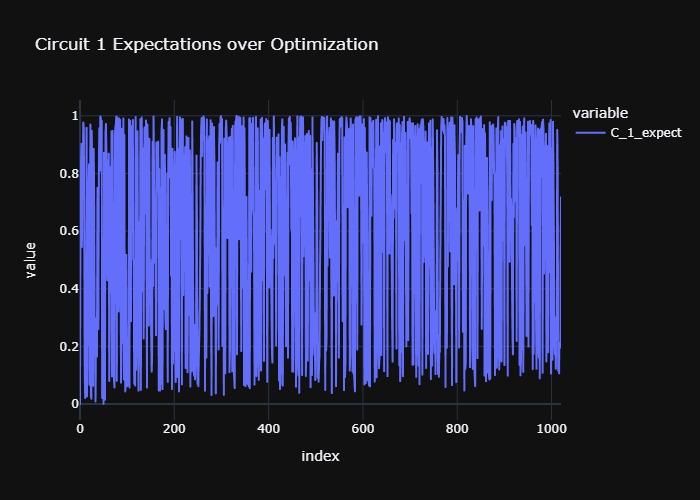 Circuit 1 Expectations over Optimization
variable
C_1_expect
1
0.8
0.6
0.4
0.2
0
value
0 200 400 600 800 1000
index